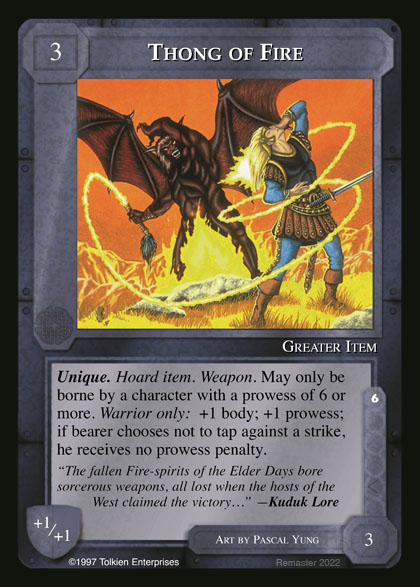 3
THONG OF FIRE
GREATER ITEM
Unique. Hoard item. Weapon. May only be
borne by a character with a prowess of 6 or
more. Warrior only: +1 body; +1 prowess;
if bearer chooses not to tap against a strike,
he receives no prowess penalty.
6
“The fallen Fire-spirits of the Elder Days bore
sorcerous weapons, all lost when the hosts of the
West claimed the victory...” —Kuduk Lore
+1/+1
ART BY PASCAL YUNG
3
©1997 Tolkien Enterprises
Remaster 2022